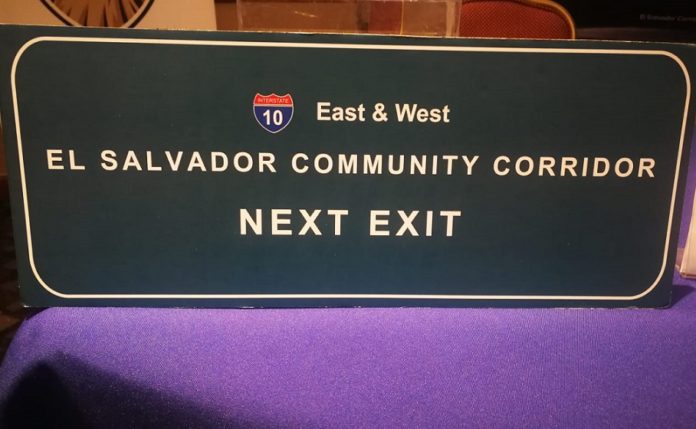 INTERSTATE
10
East & West
EL SALVADOR COMMUNITY CORRIDOR
NEXT EXIT